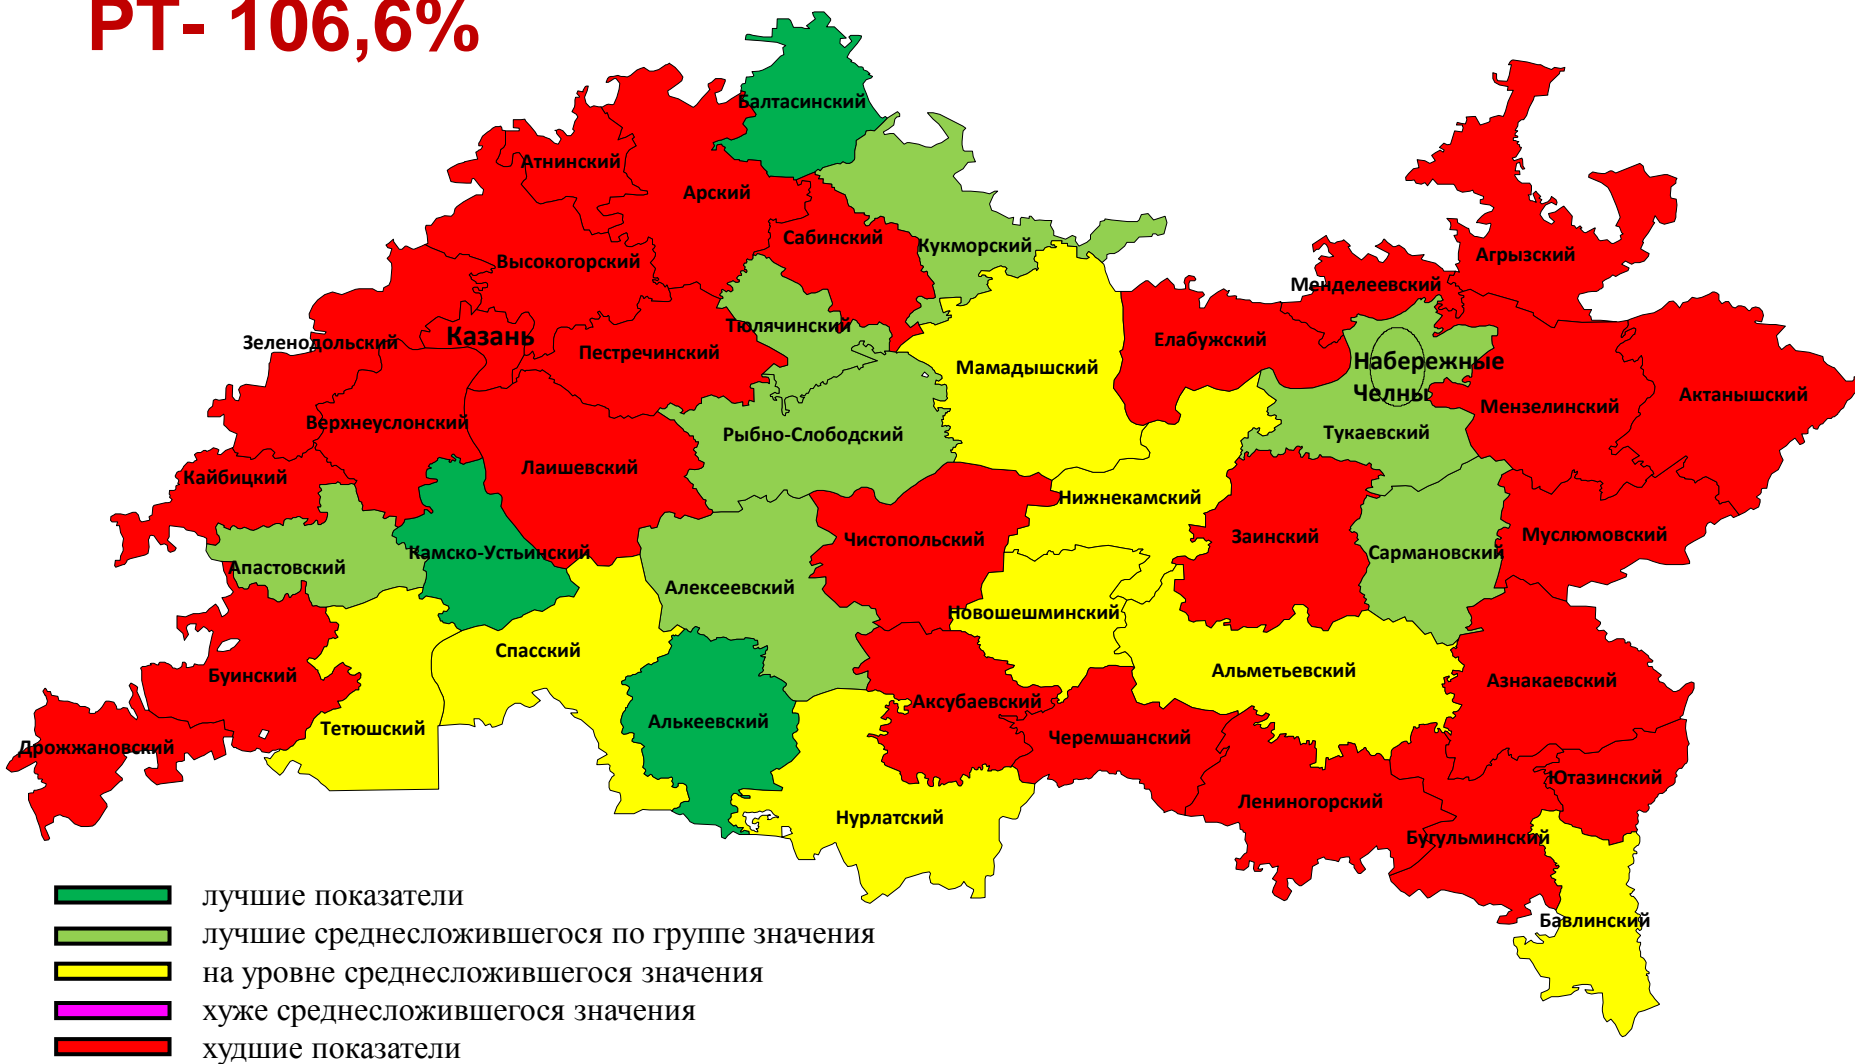 РТ- 106,6%
Балтасинский
Атнинский
Арский
Сабинский
Кукморский
Высокогорский
Агрызский
Менделеевский
Тюлячинский
Казань
Зеленодольский
Пестречинский
Елабужский
Мамадышский
Набережные
Челны
Актанышский
Мензелинский
Верхнеуслонский
Рыбно-Слободский
Тукаевский
Лаишевский
Кайбицкий
Нижнекамский
Чистопольский
Заинский
Муслюмовский
Камско-Устьинский
Сармановский
Апастовский
Алексеевский
Новошешминский
Спасский
Альметьевский
Буинский
Азнакаевский
Аксубаевский
Алькеевский
Тетюшский
Черемшанский
Дрожжановский
Ютазинский
Лениногорский
Нурлатский
Бугульминский
Бавлинский
лучшие показатели
лучшие среднесложившегося по группе значения
на уровне среднесложившегося значения
хуже среднесложившегося значения
худшие показатели